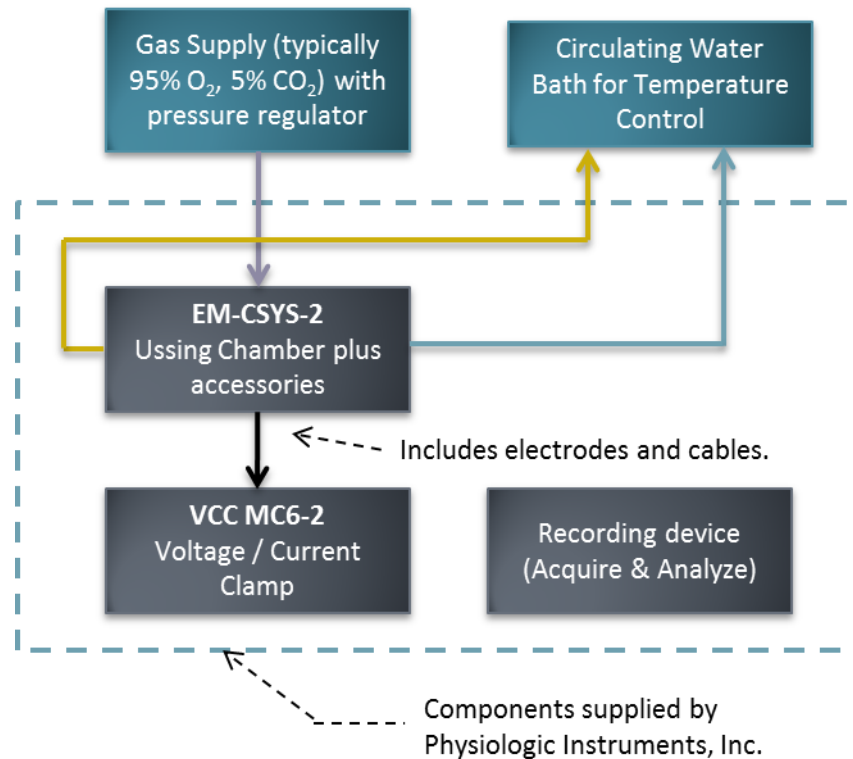 Gas Supply (typically
95% O₂, 5% CO₂) with
pressure regulator
Circulating Water
Bath for Temperature
Control
EM-CSYS-2
Ussing Chamber plus
accessories
Includes electrodes and cables.
VCC MC6-2
Voltage / Current
Clamp
Recording device
(Acquire & Analyze)
Components supplied by
Physiologic Instruments, Inc.